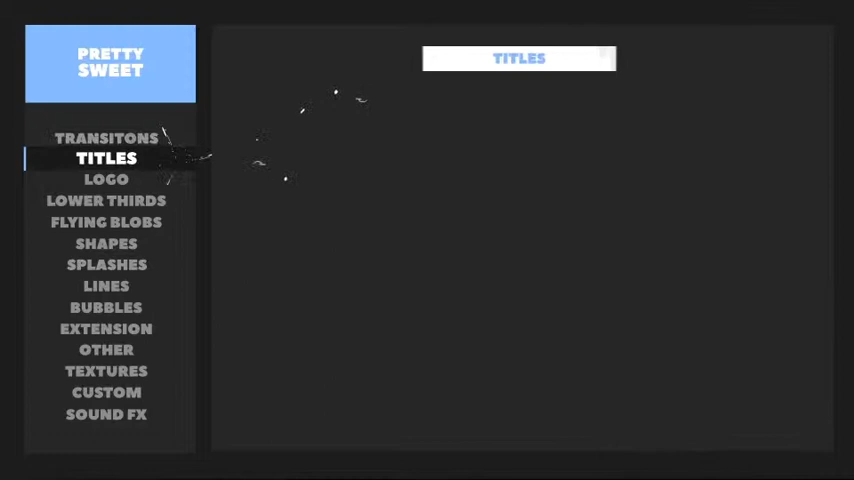 PRETTY
SWEET
TITLES
TRANSITONS
TITLES
LOGO
LOWER THIRDS
FLYING BLOBS
SHAPES
SPLASHES
LINES
BUBBLES
EXTENSION
OTHER
TEXTURES
CUSTOM
SOUND FX